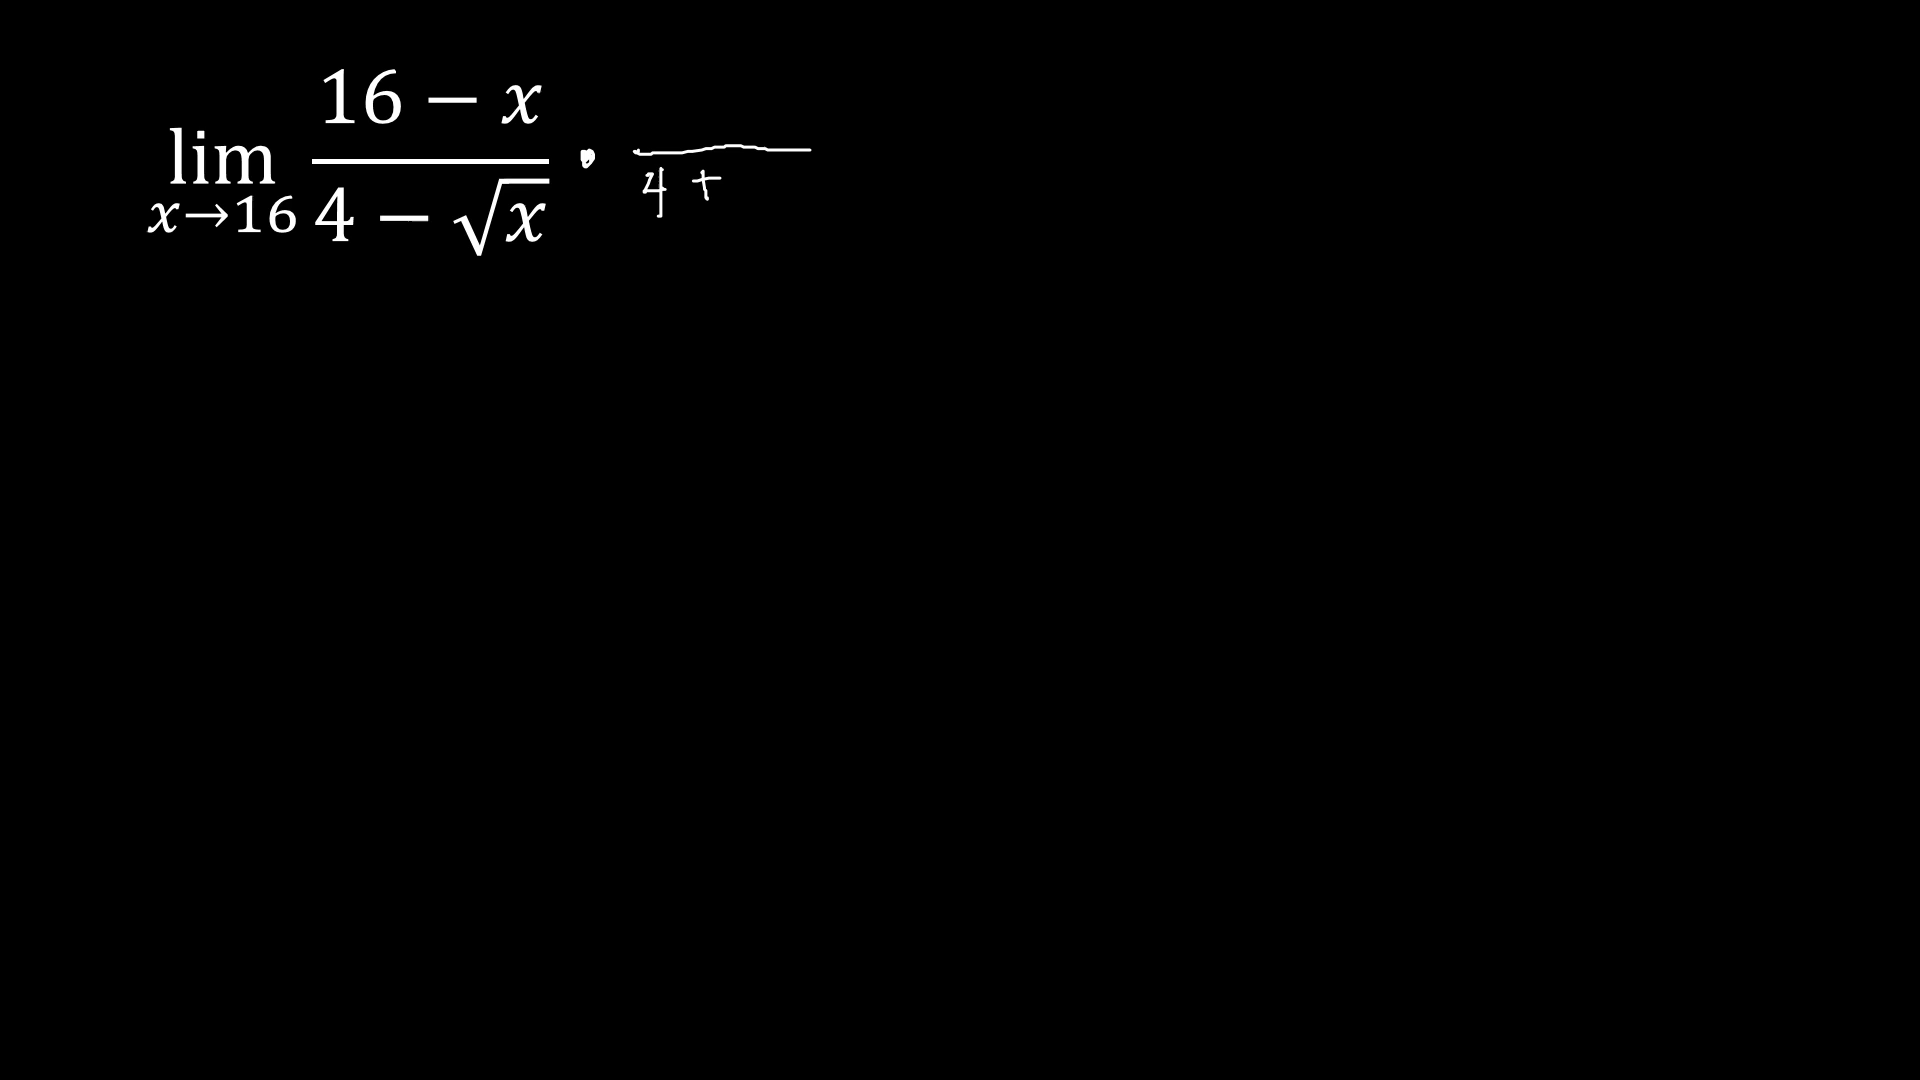 lim x→16 (16 − x)/(4 − √x) · /(4 +